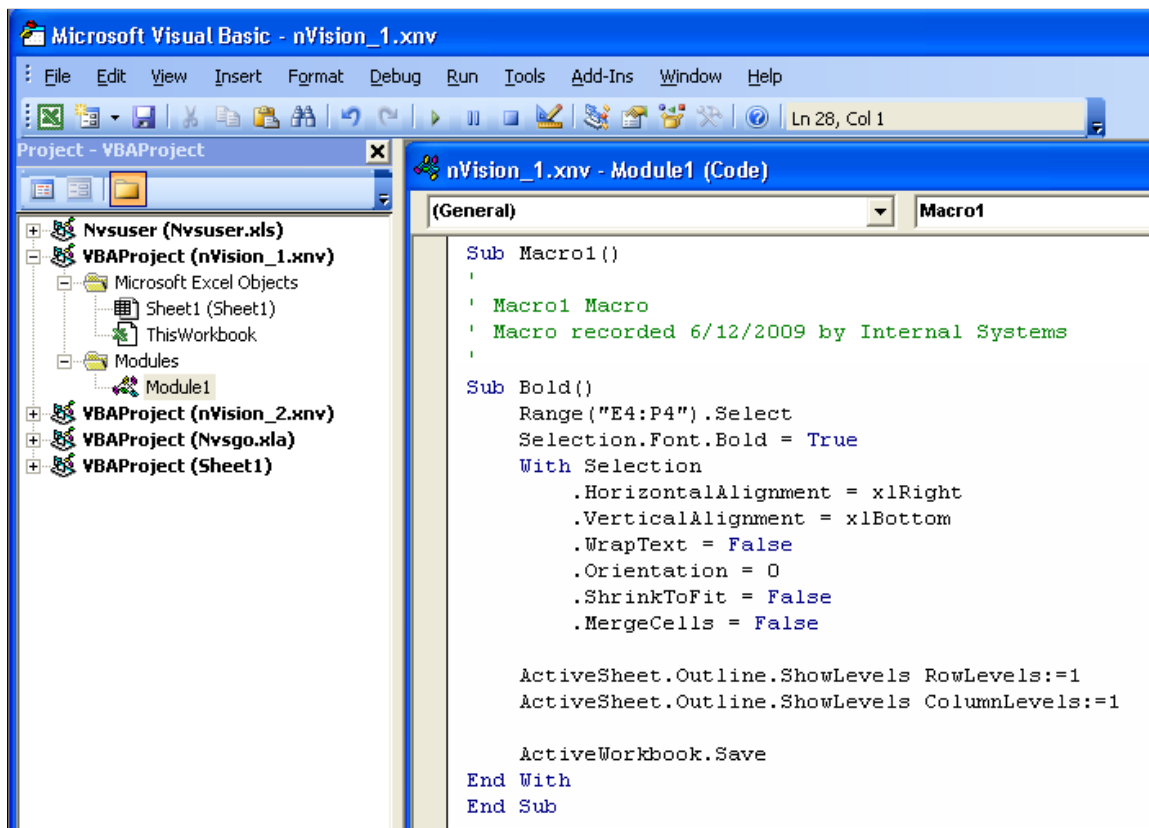 Microsoft Visual Basic - nVision_1.xnv
File Edit View Insert Format Debug Run Tools Add-Ins Window Help
Ln 28, Col 1
Project - VBAProject
Nvsuser (Nvsuser.xls)
VBAProject (nVision_1.xnv)
Microsoft Excel Objects
Sheet1 (Sheet1)
ThisWorkbook
Modules
Module1
VBAProject (nVision_2.xnv)
VBAProject (Nvsgo.xla)
VBAProject (Sheet1)
nVision_1.xnv - Module1 (Code)
(General) Macro1
Sub Macro1()
'
' Macro1 Macro
' Macro recorded 6/12/2009 by Internal Systems
'
Sub Bold()
Range("E4:P4").Select
Selection.Font.Bold = True
With Selection
.HorizontalAlignment = xlRight
.VerticalAlignment = xlBottom
.WrapText = False
.Orientation = 0
.ShrinkToFit = False
.MergeCells = False
ActiveSheet.Outline.ShowLevels RowLevels:=1
ActiveSheet.Outline.ShowLevels ColumnLevels:=1
ActiveWorkbook.Save
End With
End Sub